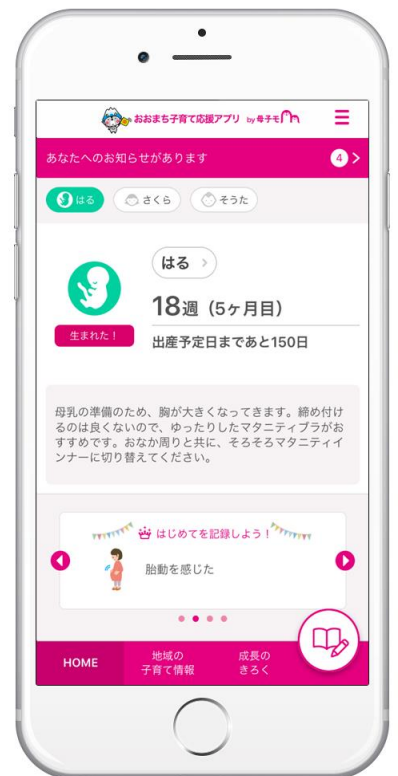 おおまち子育て応援アプリ by 母子モ
あなたへのお知らせがあります 4
はる さくら そうた
はる
18週 (5ヶ月目)
生まれた!
出産予定日まであと150日
母乳の準備のため、胸が大きくなってきます。締め付け
るのは良くないので、ゆったりしたマタニティブラがお
すすめです。おなか周りと共に、そろそろマタニティイ
ンナーに切り替えてください。
はじめてを記録しよう!
胎動を感じた
HOME
地域の
子育て情報
成長の
きろく